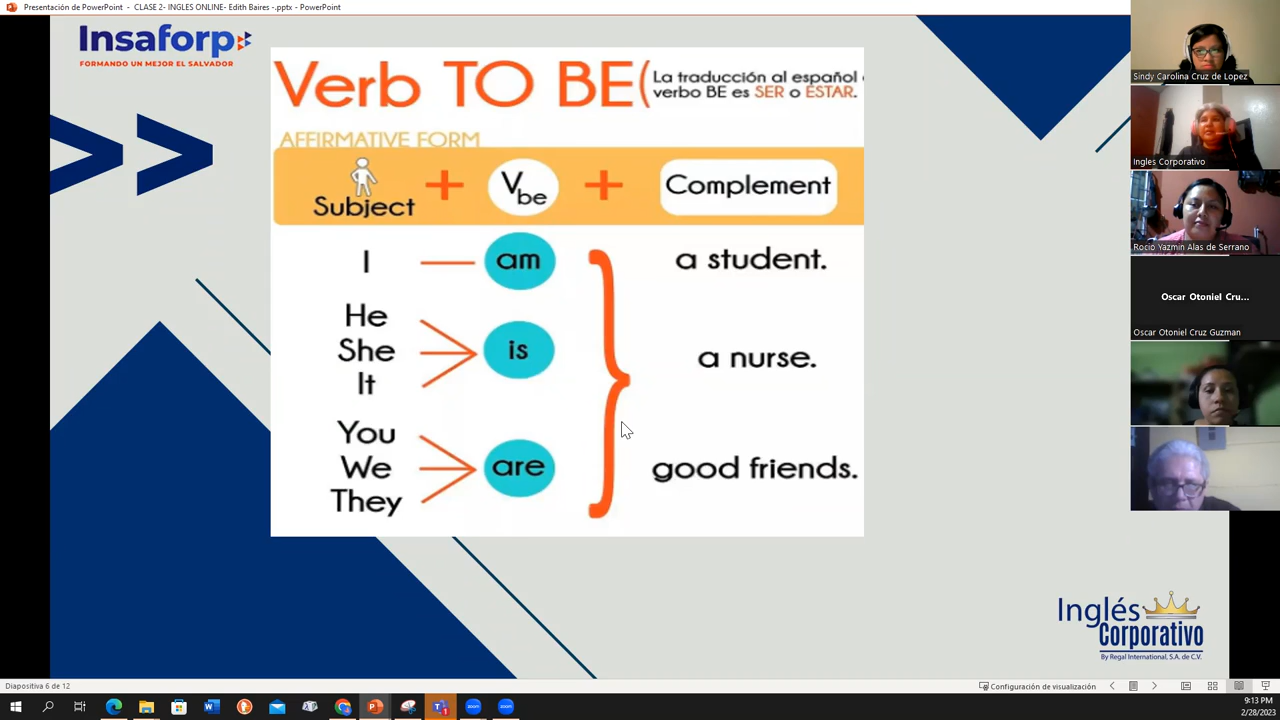 Presentación de PowerPoint - CLASE 2- INGLES ONLINE- Edith Baires -.pptx - PowerPoint
Insaforp
FORMANDO UN MEJOR EL SALVADOR
Verb TO BE (
La traducción al español
verbo BE es SER o ESTAR.
AFFIRMATIVE FORM
Subject + Vbe + Complement
I am a student.
He
She is a nurse.
It
You
We are good friends.
They
Inglés
Corporativo
By Regal International, S.A. de C.V.
Sindy Carolina Cruz de Lopez
Ingles Corporativo
Rocio Yazmin Alas de Serrano
Oscar Otoniel Cru...
Oscar Otoniel Cruz Guzman
Diapositiva 6 de 12
Configuración de visualización
9:13 PM
2/28/2023